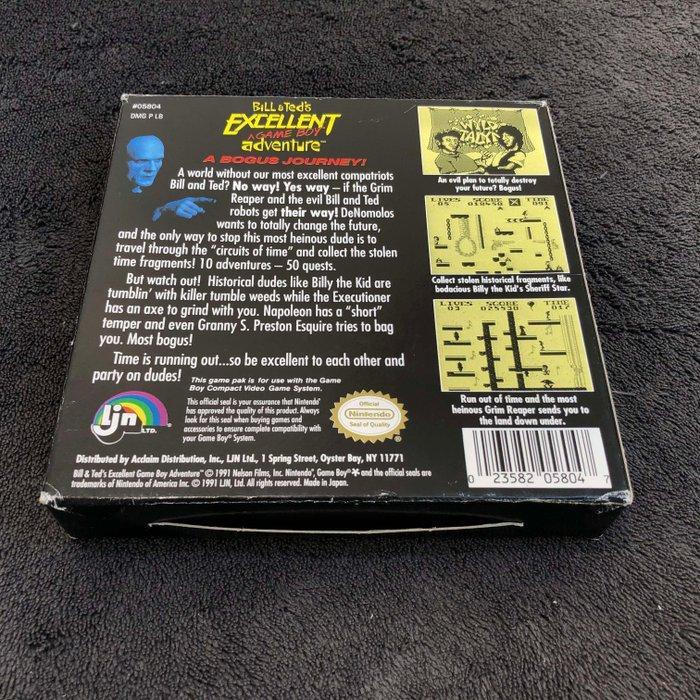 #05804
DMG P LB
Bill & Ted's
EXCELLENT
A GAME BOY
adventure™
A BOGUS JOURNEY!
A world without our most excellent compatriots
Bill and Ted? No way! Yes way – if the Grim
Reaper and the evil Bill and Ted
robots get their way! DeNomolos
wants to totally change the future,
and the only way to stop this most heinous dude is to
travel through the "circuits of time" and collect the stolen
time fragments! 10 adventures – 50 quests.
But watch out! Historical dudes like Billy the Kid are
tumblin' with killer tumble weeds while the Executioner
has an axe to grind with you. Napoleon has a "short"
temper and even Granny S. Preston Esquire tries to bag
you. Most bogus!
Time is running out...so be excellent to each other and
party on dudes!
This game pak is for use with the Game
Boy Compact Video Game System.
WYLD
An evil plan to totally destroy
your future? Bogus!
LIVES SCORE TIME
05 019450 091
Collect stolen historical fragments, like
bodacious Billy the Kid's Sheriff Star.
LIVES SCORE TIME
03 025830 017
Run out of time and the most
heinous Grim Reaper sends you to
the land down under.
ljn LTD.
This official seal is your assurance that Nintendo®
has approved the quality of this product. Always
look for this seal when buying games and
accessories to ensure complete compatibility with
your Game Boy® System.
Official
Nintendo
Seal of Quality
Distributed by Acclaim Distribution, Inc., LJN Ltd., 1 Spring Street, Oyster Bay, NY 11771
Bill & Ted's Excellent Game Boy Adventure™ © 1991 Nelson Films, Inc. Nintendo®, Game Boy® and the official seals are
trademarks of Nintendo of America Inc. © 1991 LJN, Ltd. All rights reserved. Made in Japan.
0 23582 05804 7